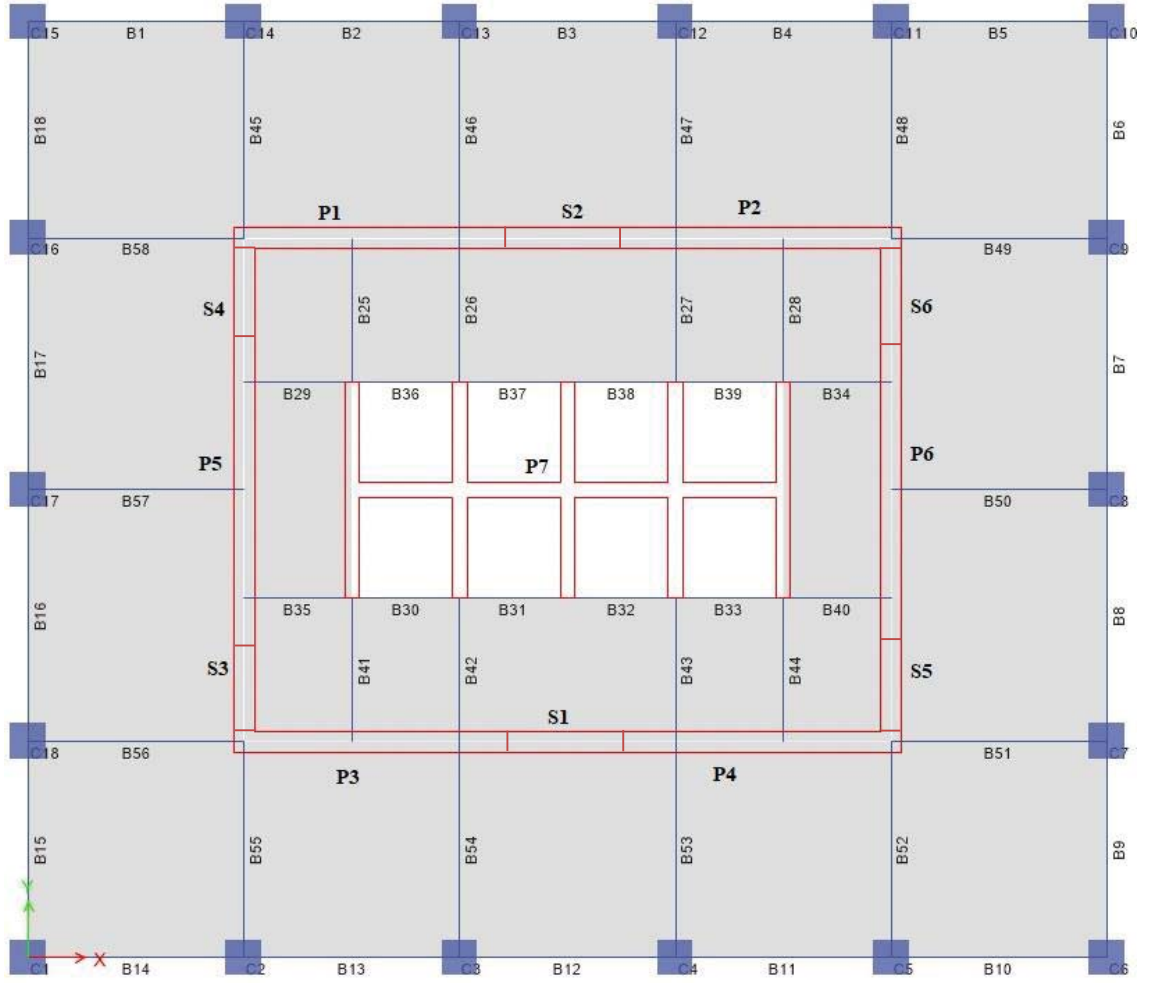 C15 B1 C14 B2 C13 B3 C12 B4 C11 B5 C10
B18 B45 B46 B47 B48 B6
P1 S2 P2
C16 B58 B49 C9
S4 B25 B26 B27 B28 S6
B17 B7
B29 B36 B37 B38 B39 B34
P5 P7 P6
C17 B57 B50 C8
B16 B35 B30 B31 B32 B33 B40 B8
S3 B41 B42 B43 B44 S5
S1
C18 B56 B51 C7
P3 P4
B15 B55 B54 B53 B52 B9
Y
X
C1 B14 C2 B13 C3 B12 C4 B11 C5 B10 C6